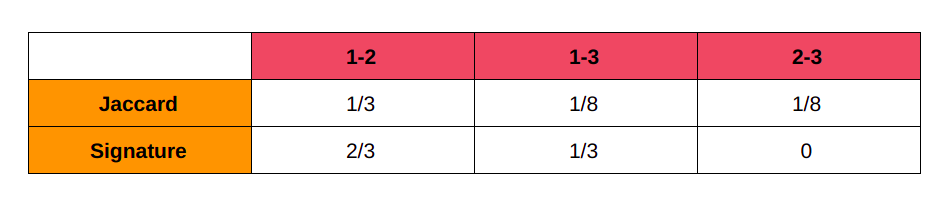 1-2 1-3 2-3
Jaccard 1/3 1/8 1/8
Signature 2/3 1/3 0